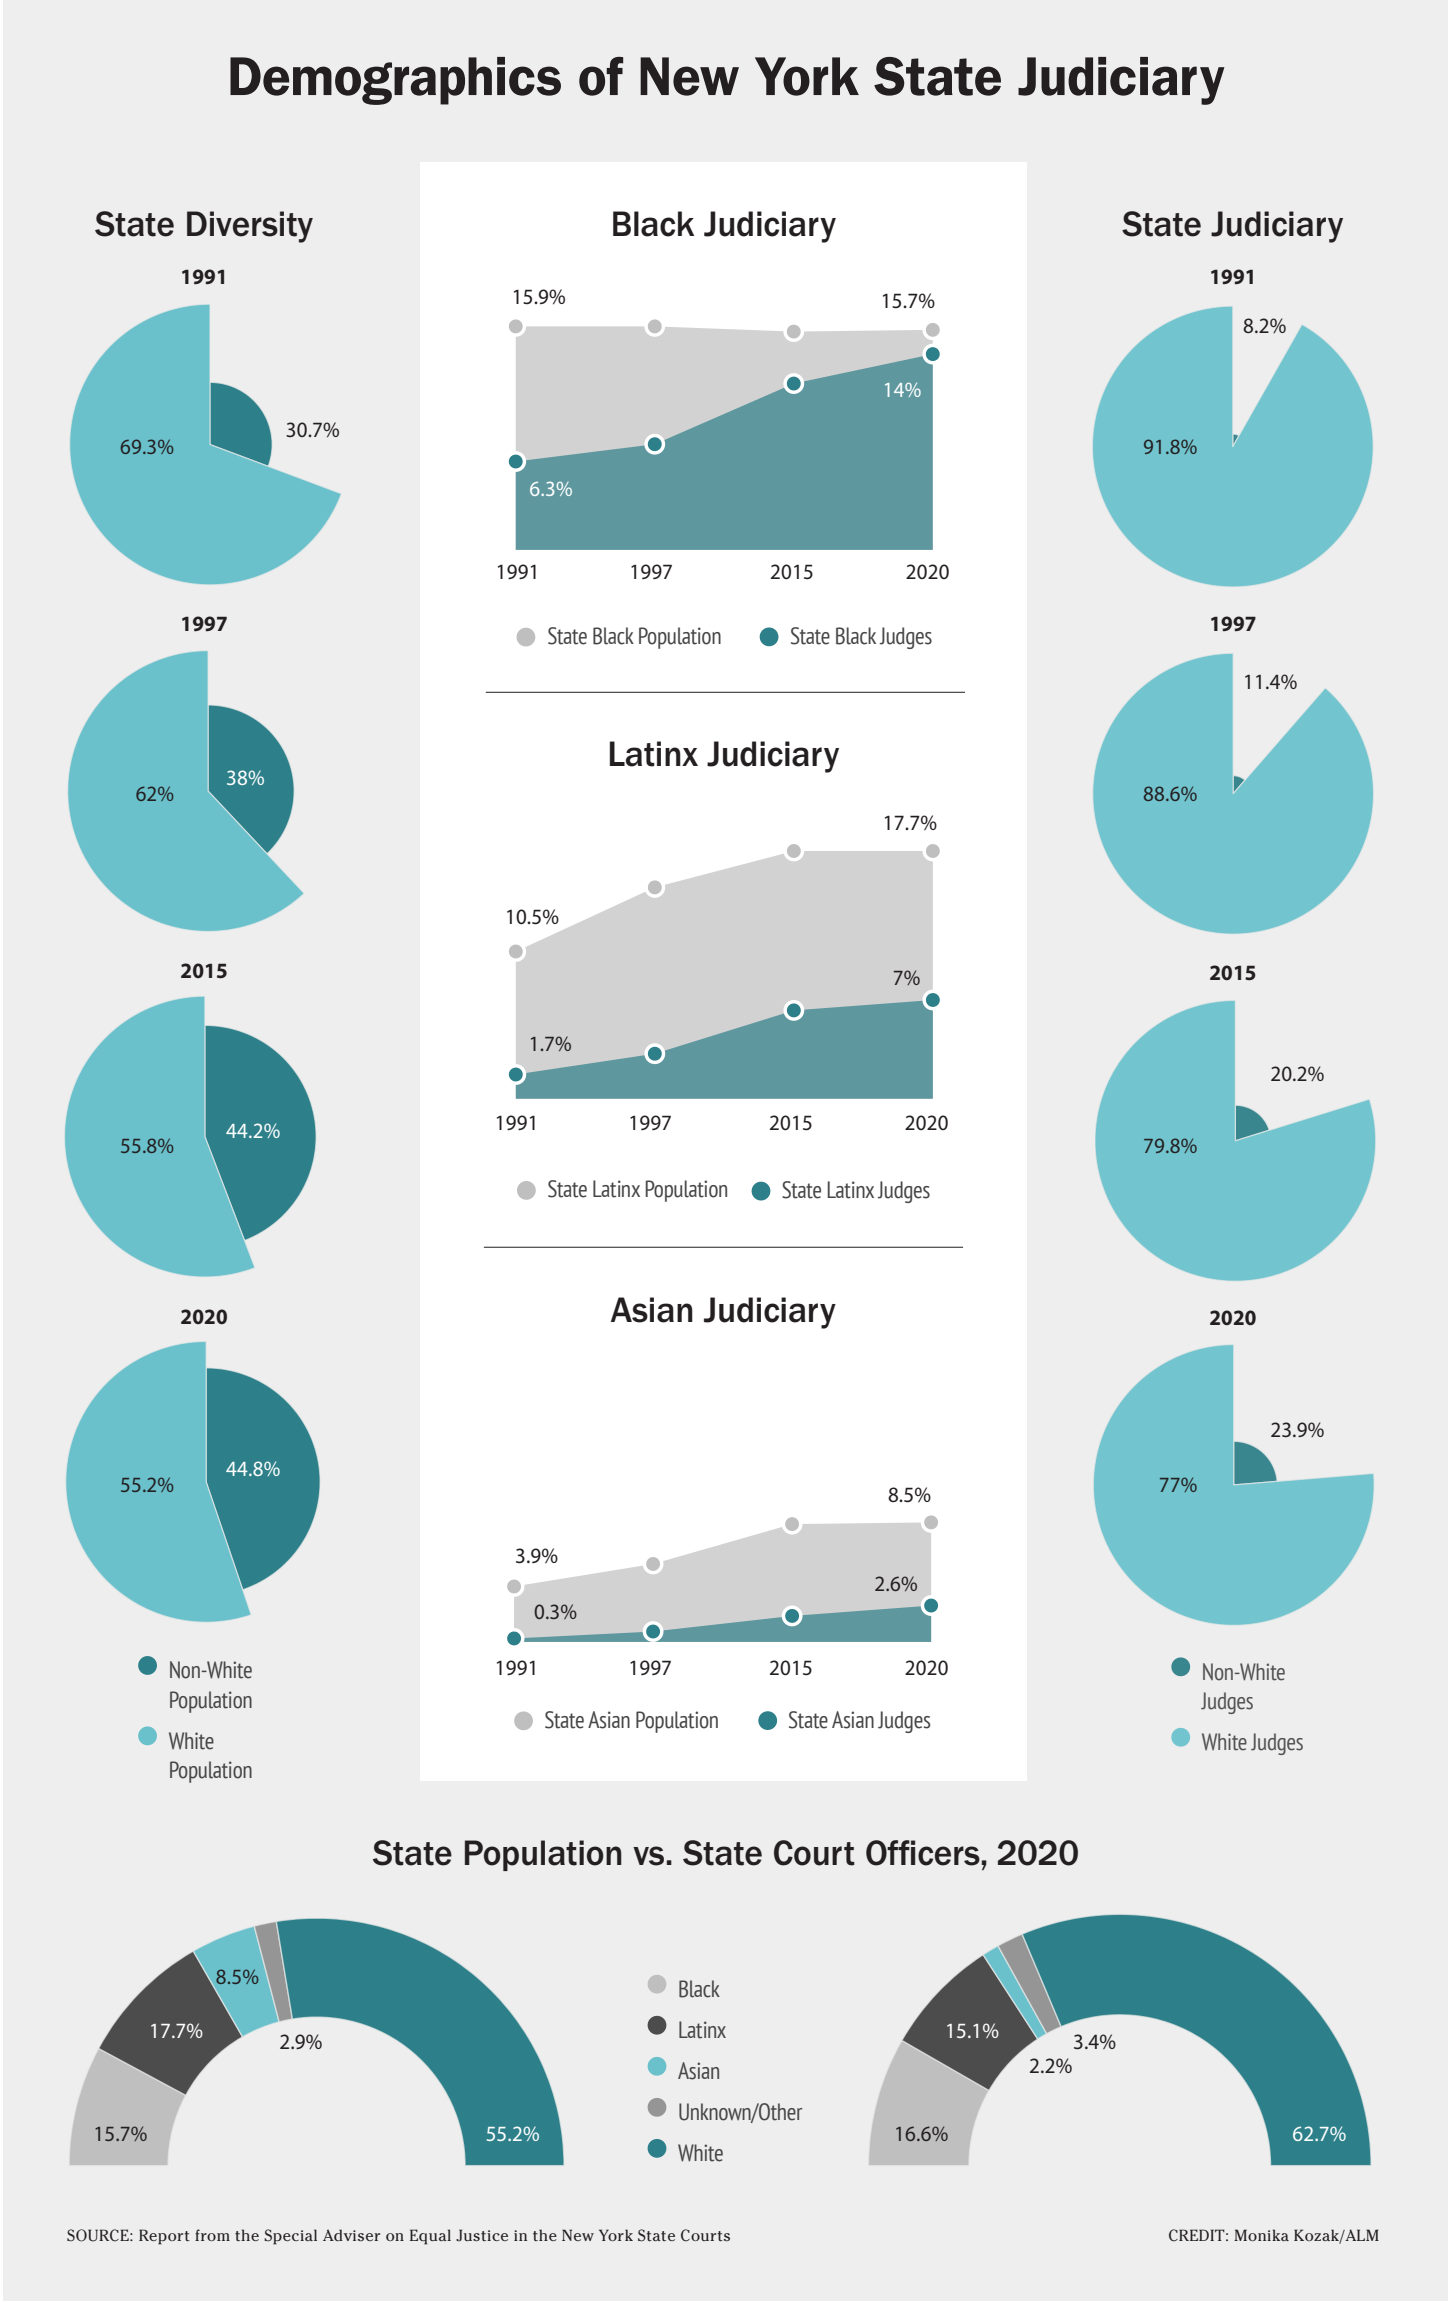 Demographics of New York State Judiciary
State Diversity
1991
69.3%
30.7%
1997
62%
38%
2015
55.8%
44.2%
2020
55.2%
44.8%
Non-White
Population
White
Population
Black Judiciary
15.9%
15.7%
14%
6.3%
1991 1997 2015 2020
State Black Population State Black Judges
Latinx Judiciary
17.7%
10.5%
7%
1.7%
1991 1997 2015 2020
State Latinx Population State Latinx Judges
Asian Judiciary
8.5%
3.9%
2.6%
0.3%
1991 1997 2015 2020
State Asian Population State Asian Judges
State Judiciary
1991
8.2%
91.8%
1997
11.4%
88.6%
2015
20.2%
79.8%
2020
23.9%
77%
Non-White
Judges
White Judges
State Population vs. State Court Officers, 2020
8.5%
17.7%
2.9%
15.7%
55.2%
Black
Latinx
Asian
Unknown/Other
White
15.1%
3.4%
2.2%
16.6%
62.7%
SOURCE: Report from the Special Adviser on Equal Justice in the New York State Courts
CREDIT: Monika Kozak/ALM